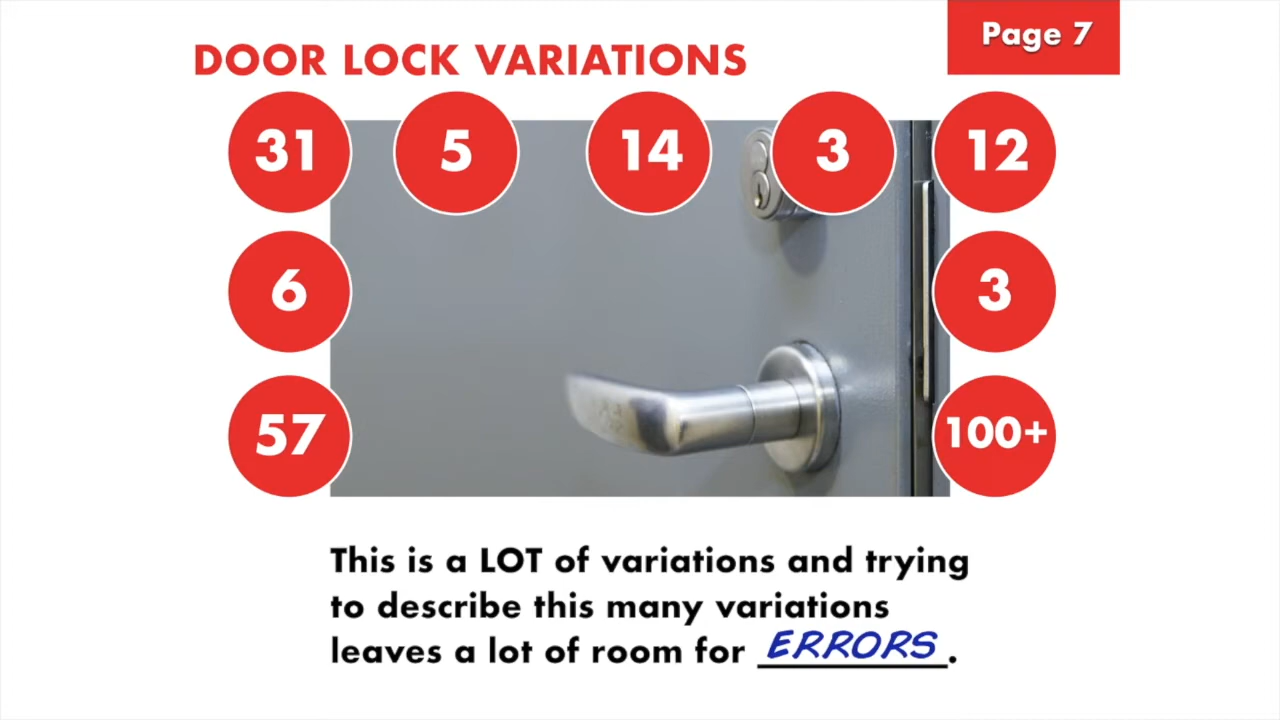 Page 7
DOOR LOCK VARIATIONS
31 5 14 3 12
6 3
57 100+
This is a LOT of variations and trying
to describe this many variations
leaves a lot of room for ERRORS.